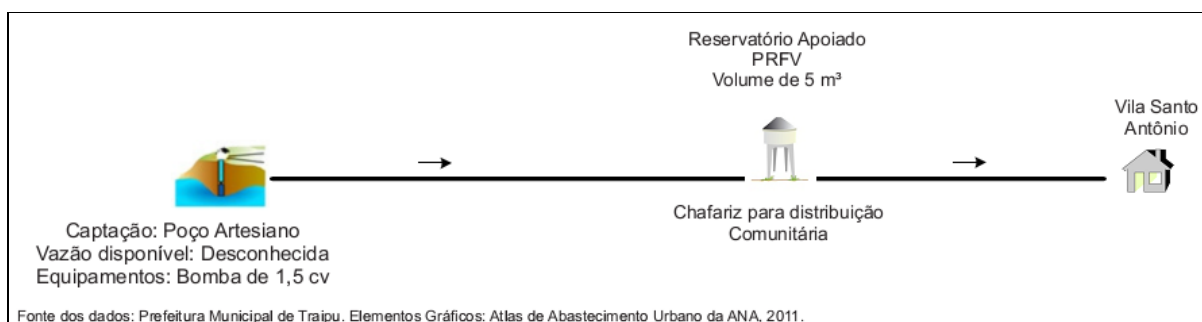 Reservatório Apoiado
PRFV
Volume de 5 m³
Vila Santo
Antônio
Captação: Poço Artesiano
Vazão disponível: Desconhecida
Equipamentos: Bomba de 1,5 cv
Chafariz para distribuição
Comunitária
Fonte dos dados: Prefeitura Municipal de Traipu. Elementos Gráficos: Atlas de Abastecimento Urbano da ANA, 2011.